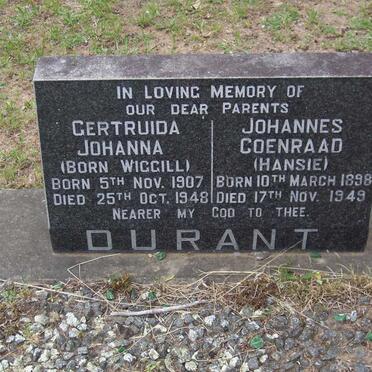 IN LOVING MEMORY OF
OUR DEAR PARENTS
GERTRUIDA
JOHANNA
(BORN WIGGILL)
BORN 5TH NOV. 1907
DIED 25TH OCT. 1948
JOHANNES
COENRAAD
(HANSIE)
BORN 10TH MARCH 1898
DIED 17TH NOV. 1949
NEARER MY GOD TO THEE.
DURANT